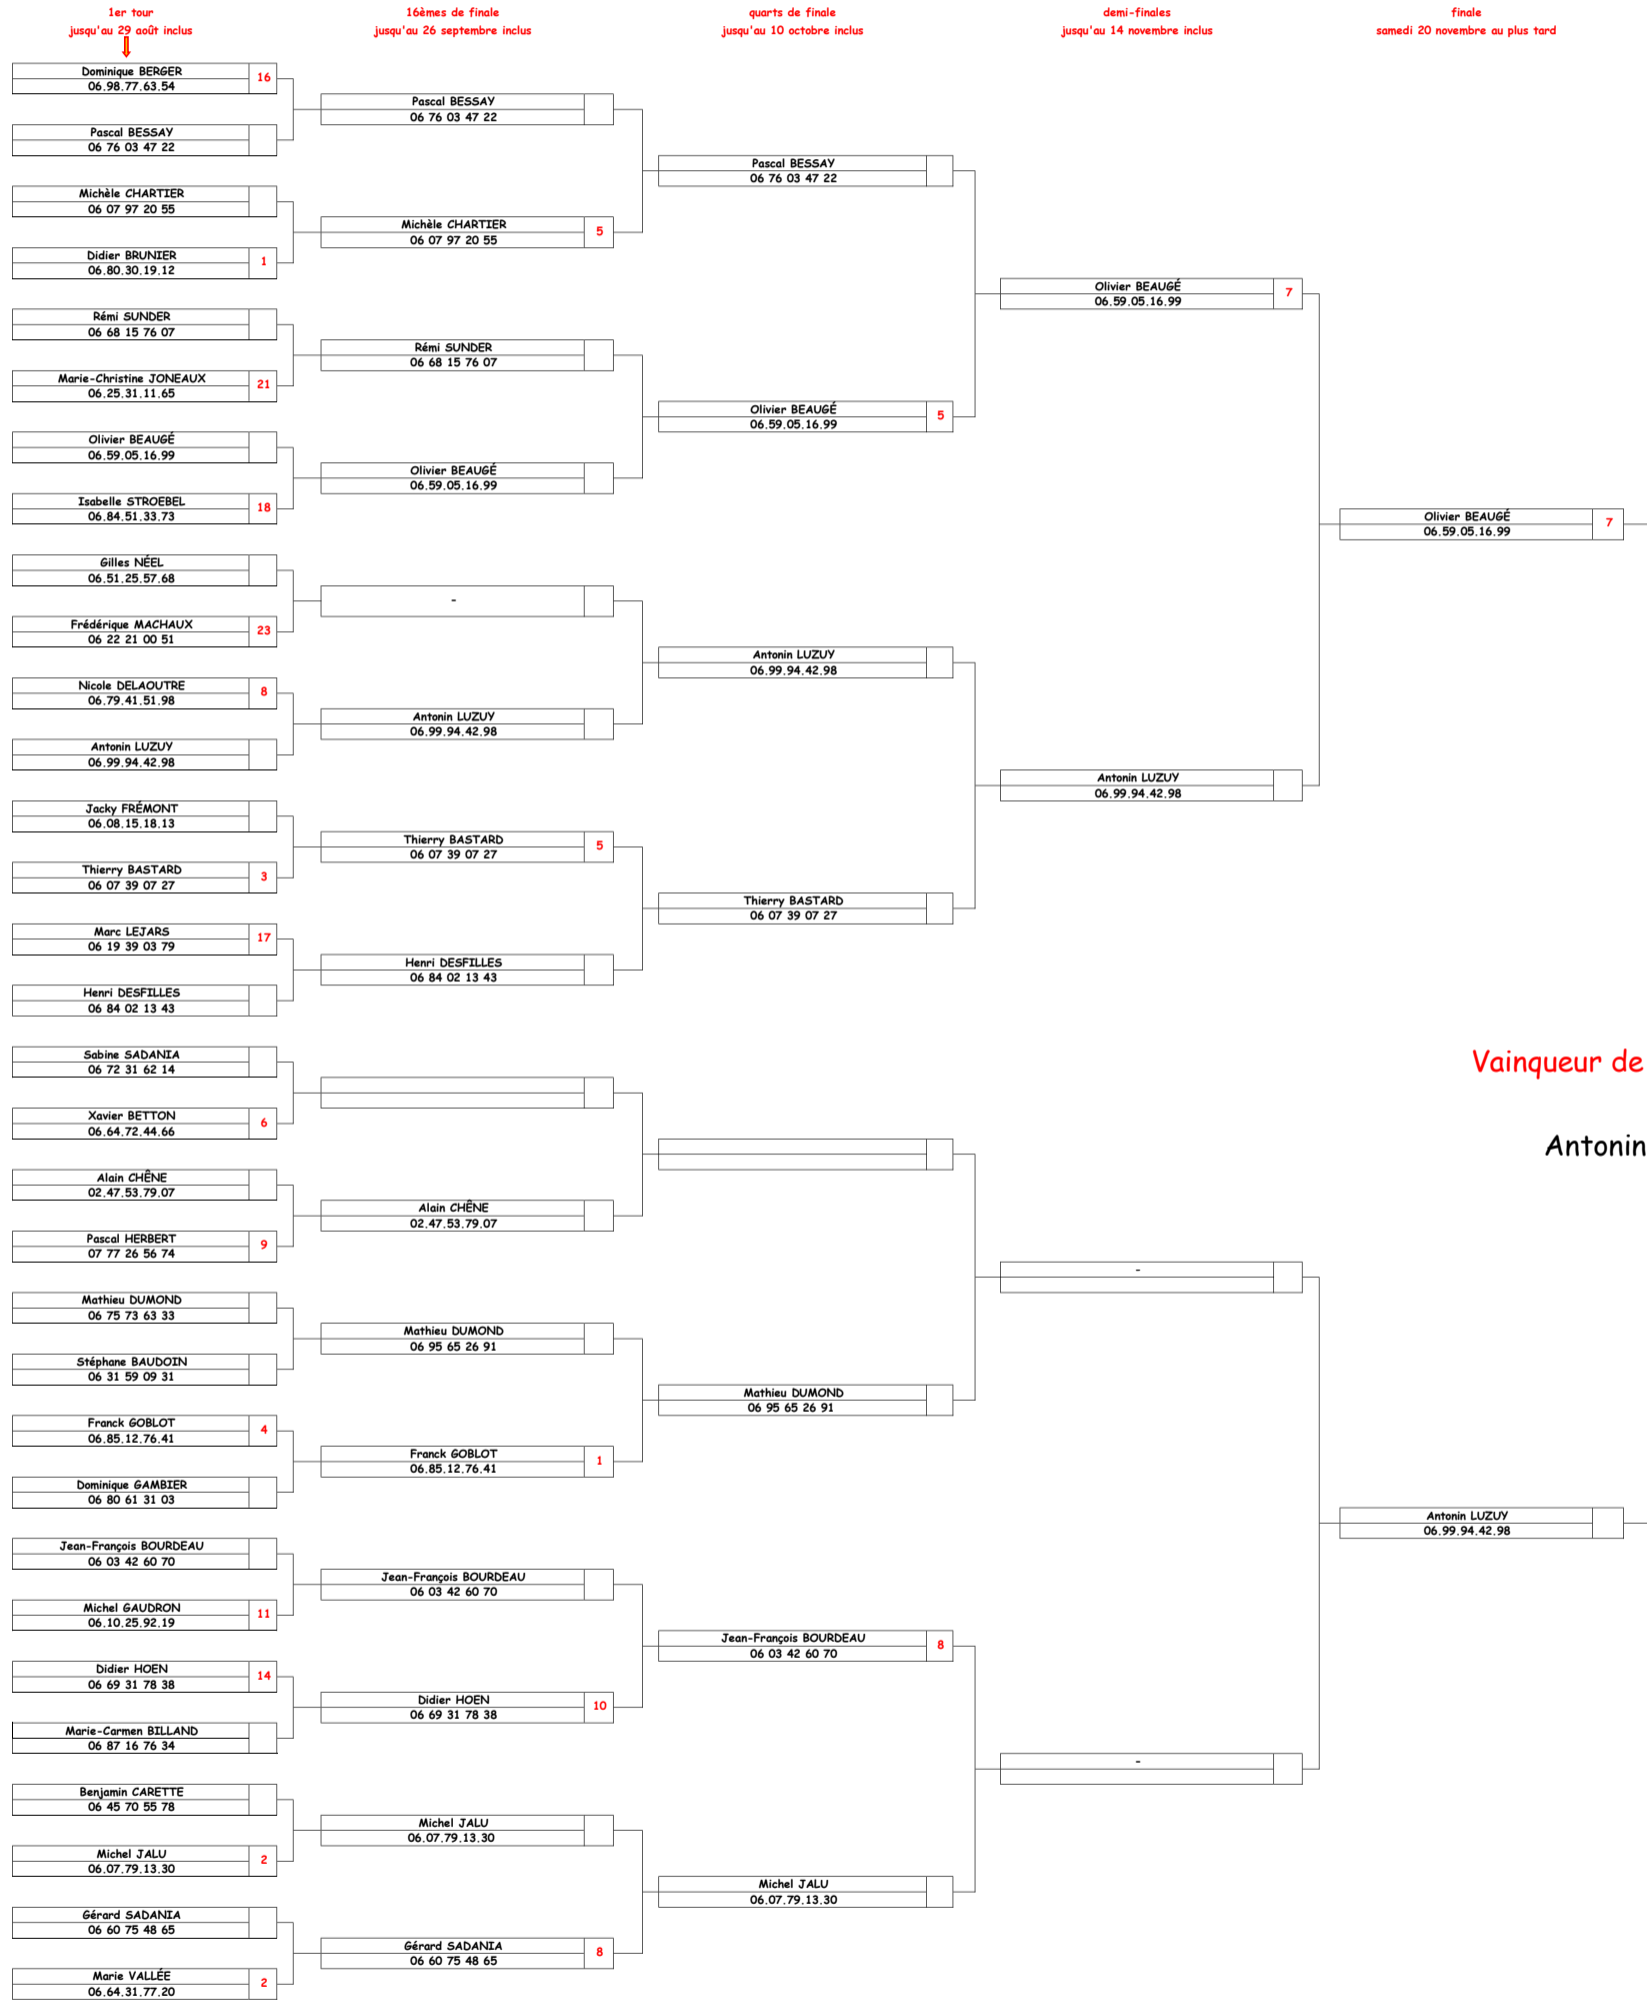 1er tour
jusqu'au 29 août inclus
16èmes de finale
jusqu'au 26 septembre inclus
quarts de finale
jusqu'au 10 octobre inclus
demi-finales
jusqu'au 14 novembre inclus
finale
samedi 20 novembre au plus tard
Dominique BERGER
06.98.77.63.54
16
Pascal BESSAY
06 76 03 47 22
Michèle CHARTIER
06 07 97 20 55
Didier BRUNIER
06.80.30.19.12
1
Rémi SUNDER
06 68 15 76 07
Marie-Christine JONEAUX
06.25.31.11.65
21
Olivier BEAUGÉ
06.59.05.16.99
Isabelle STROEBEL
06.84.51.33.73
18
Gilles NÉEL
06.51.25.57.68
Frédérique MACHAUX
06 22 21 00 51
23
Nicole DELAOUTRE
06.79.41.51.98
8
Antonin LUZUY
06.99.94.42.98
Jacky FRÉMONT
06.08.15.18.13
Thierry BASTARD
06 07 39 07 27
3
Marc LEJARS
06 19 39 03 79
17
Henri DESFILLES
06 84 02 13 43
Sabine SADANIA
06 72 31 62 14
Xavier BETTON
06.64.72.44.66
6
Alain CHÊNE
02.47.53.79.07
Pascal HERBERT
07 77 26 56 74
9
Mathieu DUMOND
06 75 73 63 33
Stéphane BAUDOIN
06 31 59 09 31
Franck GOBLOT
06.85.12.76.41
4
Dominique GAMBIER
06 80 61 31 03
Jean-François BOURDEAU
06 03 42 60 70
Michel GAUDRON
06.10.25.92.19
11
Didier HOEN
06 69 31 78 38
14
Marie-Carmen BILLAND
06 87 16 76 34
Benjamin CARETTE
06 45 70 55 78
Michel JALU
06.07.79.13.30
2
Gérard SADANIA
06 60 75 48 65
Marie VALLÉE
06.64.31.77.20
2
Pascal BESSAY
06 76 03 47 22
Michèle CHARTIER
06 07 97 20 55
5
Rémi SUNDER
06 68 15 76 07
Olivier BEAUGÉ
06.59.05.16.99
-
Antonin LUZUY
06.99.94.42.98
Thierry BASTARD
06 07 39 07 27
5
Henri DESFILLES
06 84 02 13 43
Alain CHÊNE
02.47.53.79.07
Mathieu DUMOND
06 95 65 26 91
Franck GOBLOT
06.85.12.76.41
1
Jean-François BOURDEAU
06 03 42 60 70
Didier HOEN
06 69 31 78 38
10
Michel JALU
06.07.79.13.30
Gérard SADANIA
06 60 75 48 65
8
Pascal BESSAY
06 76 03 47 22
Olivier BEAUGÉ
06.59.05.16.99
5
Antonin LUZUY
06.99.94.42.98
Thierry BASTARD
06 07 39 07 27
Mathieu DUMOND
06 95 65 26 91
Jean-François BOURDEAU
06 03 42 60 70
8
Michel JALU
06.07.79.13.30
Olivier BEAUGÉ
06.59.05.16.99
7
Antonin LUZUY
06.99.94.42.98
-
-
Olivier BEAUGÉ
06.59.05.16.99
7
Vainqueur de
Antonin
Antonin LUZUY
06.99.94.42.98